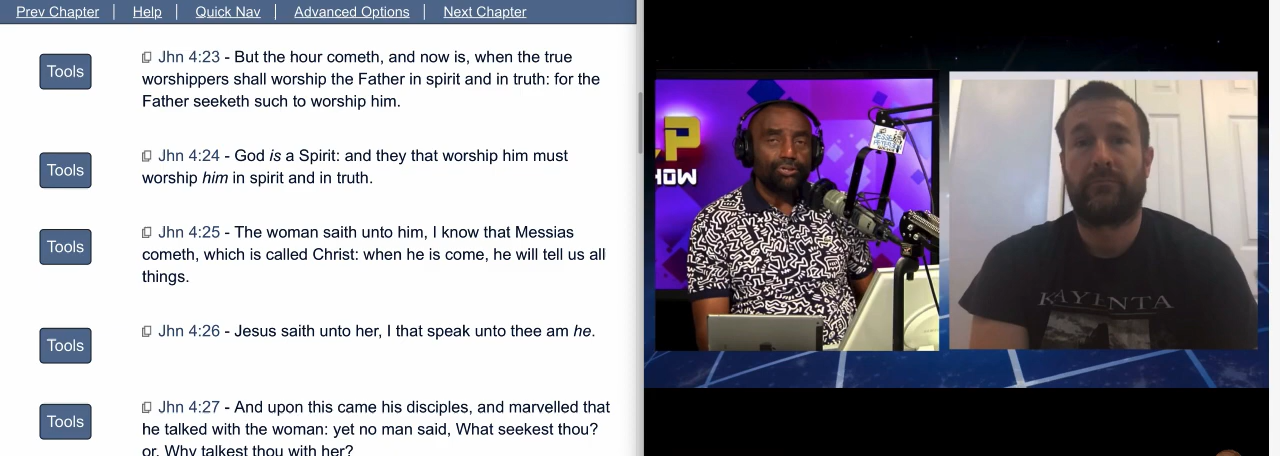 Prev Chapter | Help | Quick Nav | Advanced Options | Next Chapter
Tools
Jhn 4:23 - But the hour cometh, and now is, when the true
worshippers shall worship the Father in spirit and in truth: for the
Father seeketh such to worship him.
Tools
Jhn 4:24 - God is a Spirit: and they that worship him must
worship him in spirit and in truth.
Tools
Jhn 4:25 - The woman saith unto him, I know that Messias
cometh, which is called Christ: when he is come, he will tell us all
things.
Tools
Jhn 4:26 - Jesus saith unto her, I that speak unto thee am he.
Tools
Jhn 4:27 - And upon this came his disciples, and marvelled that
he talked with the woman: yet no man said, What seekest thou?
or, Why talkest thou with her?
LP
HOW
JESSE
KAYENTA